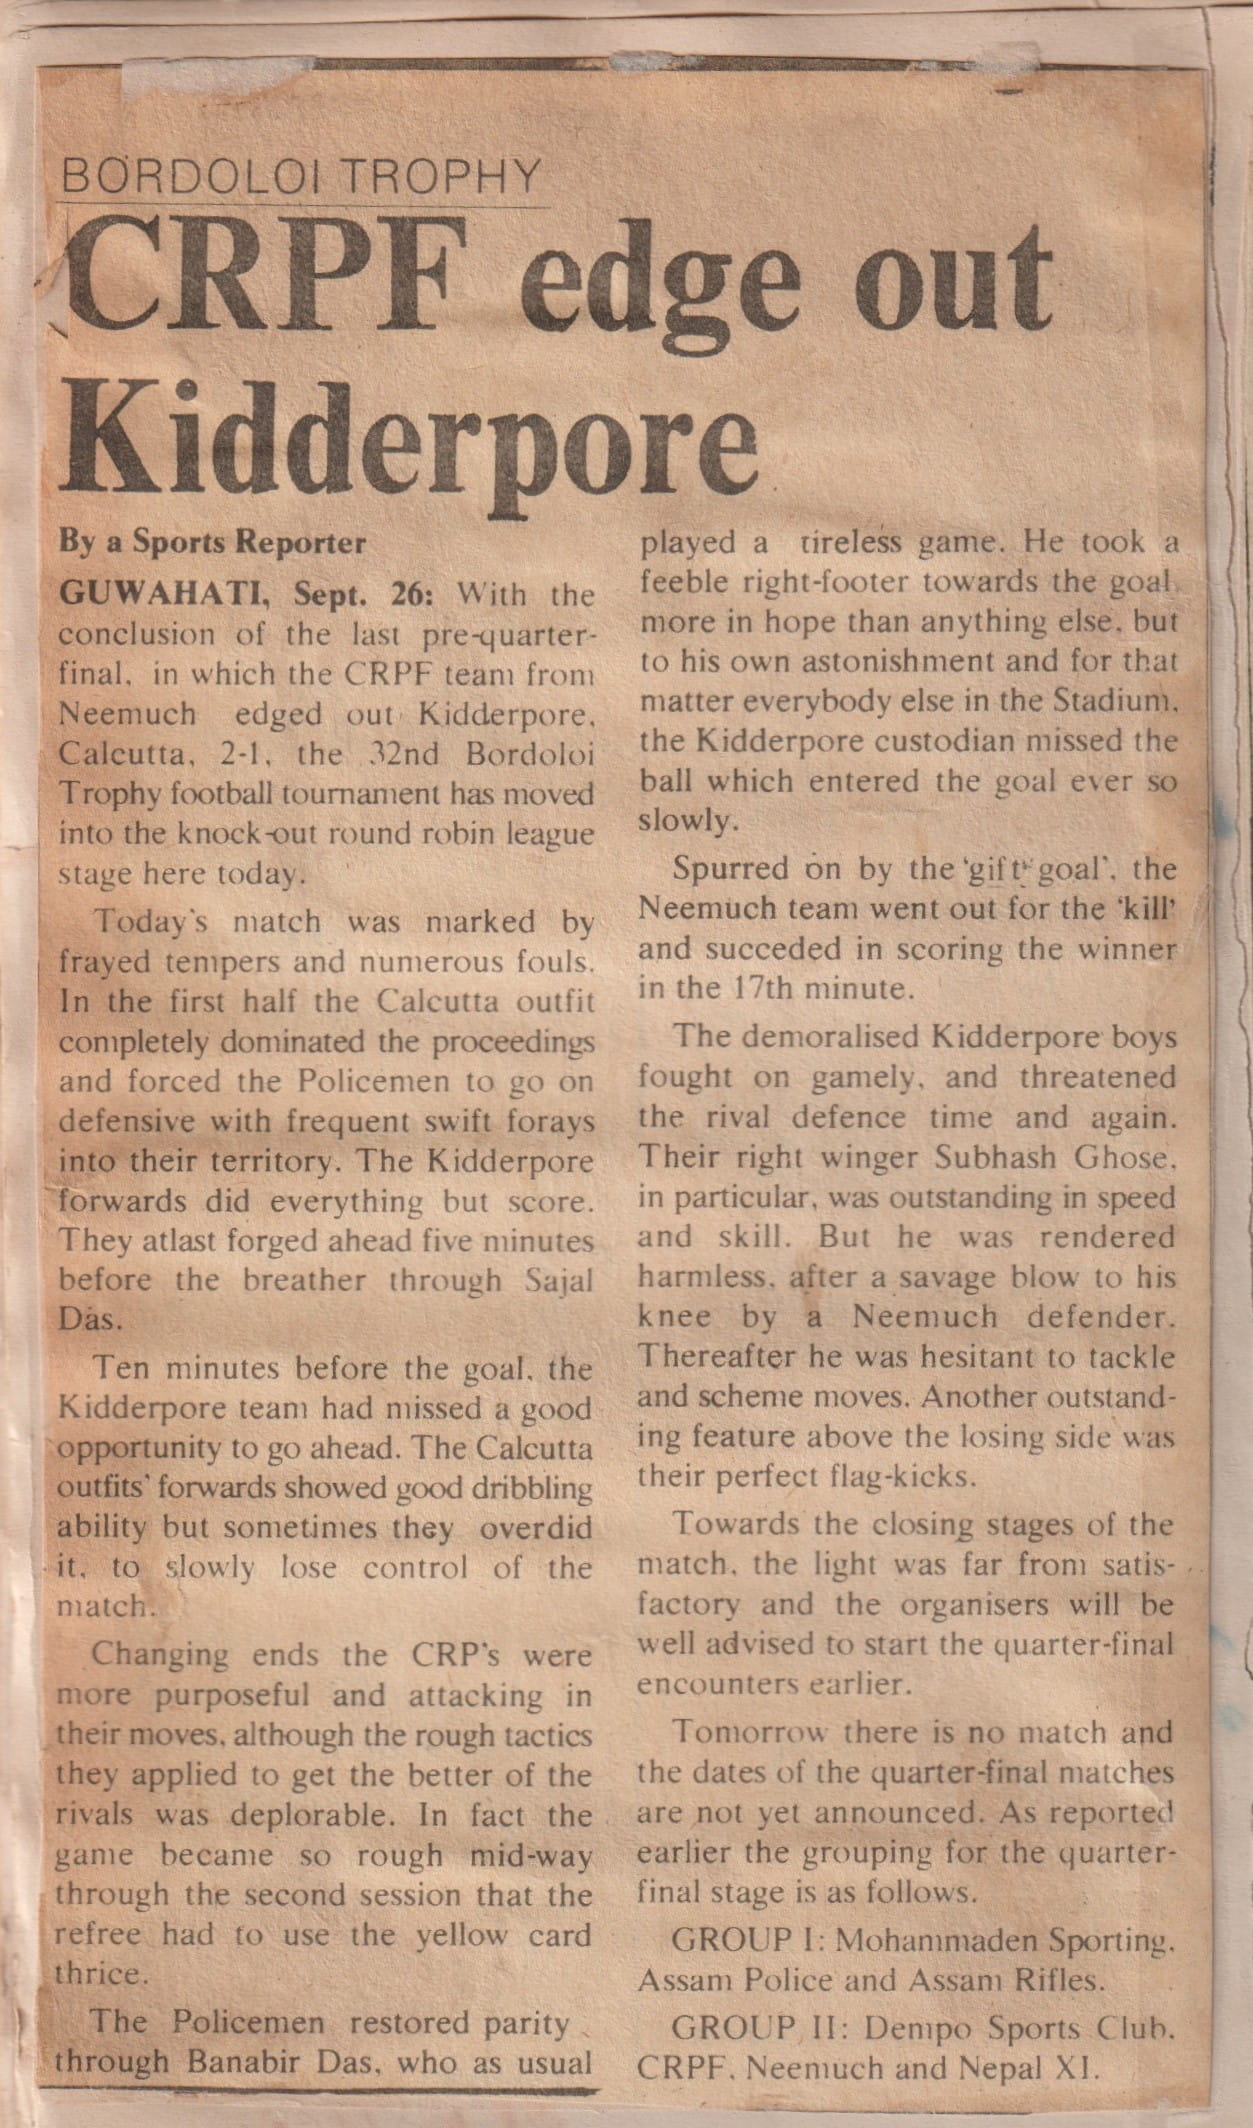 BORDOLOI TROPHY
CRPF edge out
Kidderpore
By a Sports Reporter
GUWAHATI, Sept. 26: With the
conclusion of the last pre-quarter-
final, in which the CRPF team from
Neemuch edged out Kidderpore,
Calcutta, 2-1, the 32nd Bordoloi
Trophy football tournament has moved
into the knock-out round robin league
stage here today.
Today's match was marked by
frayed tempers and numerous fouls.
In the first half the Calcutta outfit
completely dominated the proceedings
and forced the Policemen to go on
defensive with frequent swift forays
into their territory. The Kidderpore
forwards did everything but score.
They atlast forged ahead five minutes
before the breather through Sajal
Das.
Ten minutes before the goal, the
Kidderpore team had missed a good
opportunity to go ahead. The Calcutta
outfits' forwards showed good dribbling
ability but sometimes they overdid
it, to slowly lose control of the
match.
Changing ends the CRP's were
more purposeful and attacking in
their moves, although the rough tactics
they applied to get the better of the
rivals was deplorable. In fact the
game became so rough mid-way
through the second session that the
refree had to use the yellow card
thrice.
The Policemen restored parity
through Banabir Das, who as usual
played a tireless game. He took a
feeble right-footer towards the goal
more in hope than anything else, but
to his own astonishment and for that
matter everybody else in the Stadium,
the Kidderpore custodian missed the
ball which entered the goal ever so
slowly.
Spurred on by the 'gift' goal', the
Neemuch team went out for the 'kill'
and succeded in scoring the winner
in the 17th minute.
The demoralised Kidderpore boys
fought on gamely, and threatened
the rival defence time and again.
Their right winger Subhash Ghose,
in particular, was outstanding in speed
and skill. But he was rendered
harmless, after a savage blow to his
knee by a Neemuch defender.
Thereafter he was hesitant to tackle
and scheme moves. Another outstand-
ing feature above the losing side was
their perfect flag-kicks.
Towards the closing stages of the
match, the light was far from satis-
factory and the organisers will be
well advised to start the quarter-final
encounters earlier.
Tomorrow there is no match and
the dates of the quarter-final matches
are not yet announced. As reported
earlier the grouping for the quarter-
final stage is as follows.
GROUP I: Mohammaden Sporting,
Assam Police and Assam Rifles.
GROUP II: Dempo Sports Club,
CRPF, Neemuch and Nepal XI.